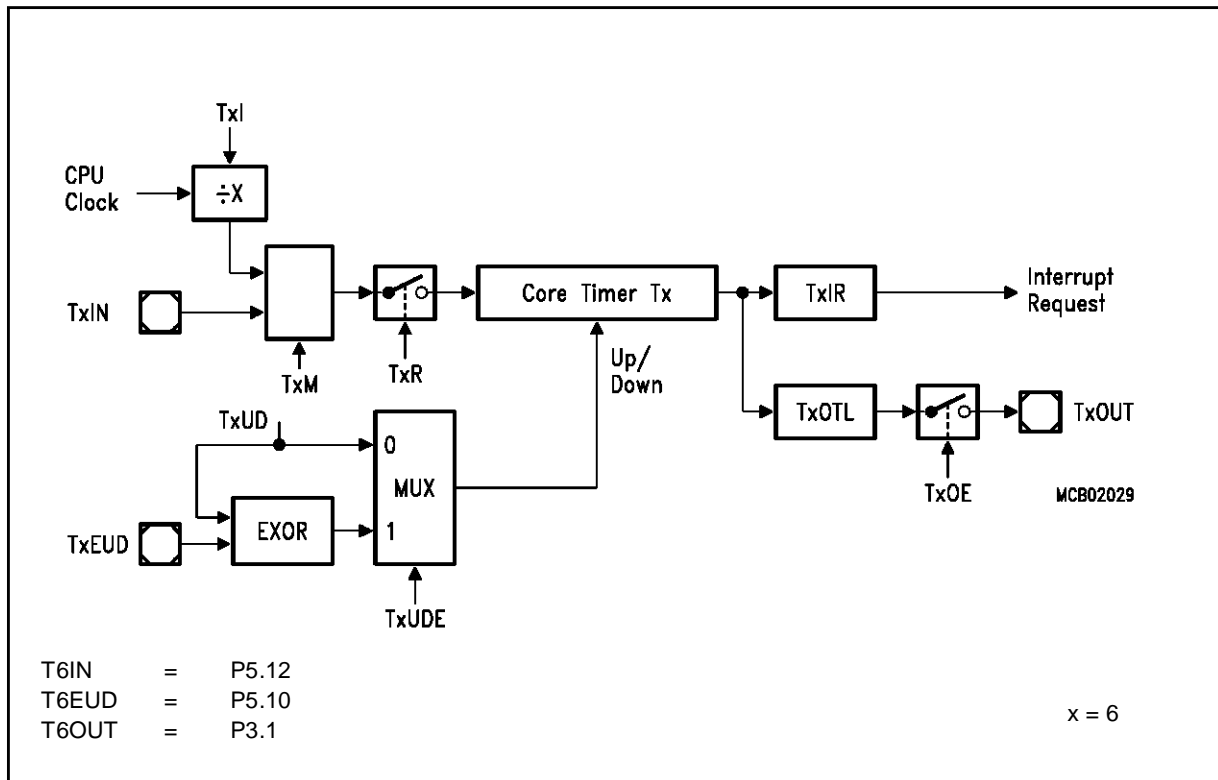 TxI
CPU
Clock
÷X
TxIN
TxM
TxR
Core Timer Tx
Up/
Down
TxIR
Interrupt
Request
TxOTL
TxOUT
TxOE
MCB02029
TxUD
0
MUX
1
TxEUD
EXOR
TxUDE
T6IN = P5.12
T6EUD = P5.10
T6OUT = P3.1
x = 6